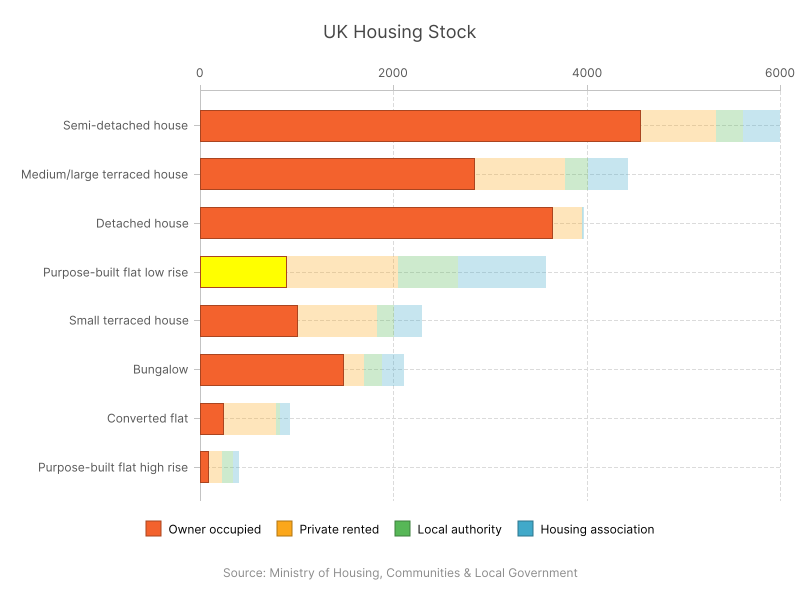 UK Housing Stock
0 2000 4000 6000
Semi-detached house
Medium/large terraced house
Detached house
Purpose-built flat low rise
Small terraced house
Bungalow
Converted flat
Purpose-built flat high rise
Owner occupied Private rented Local authority Housing association
Source: Ministry of Housing, Communities & Local Government